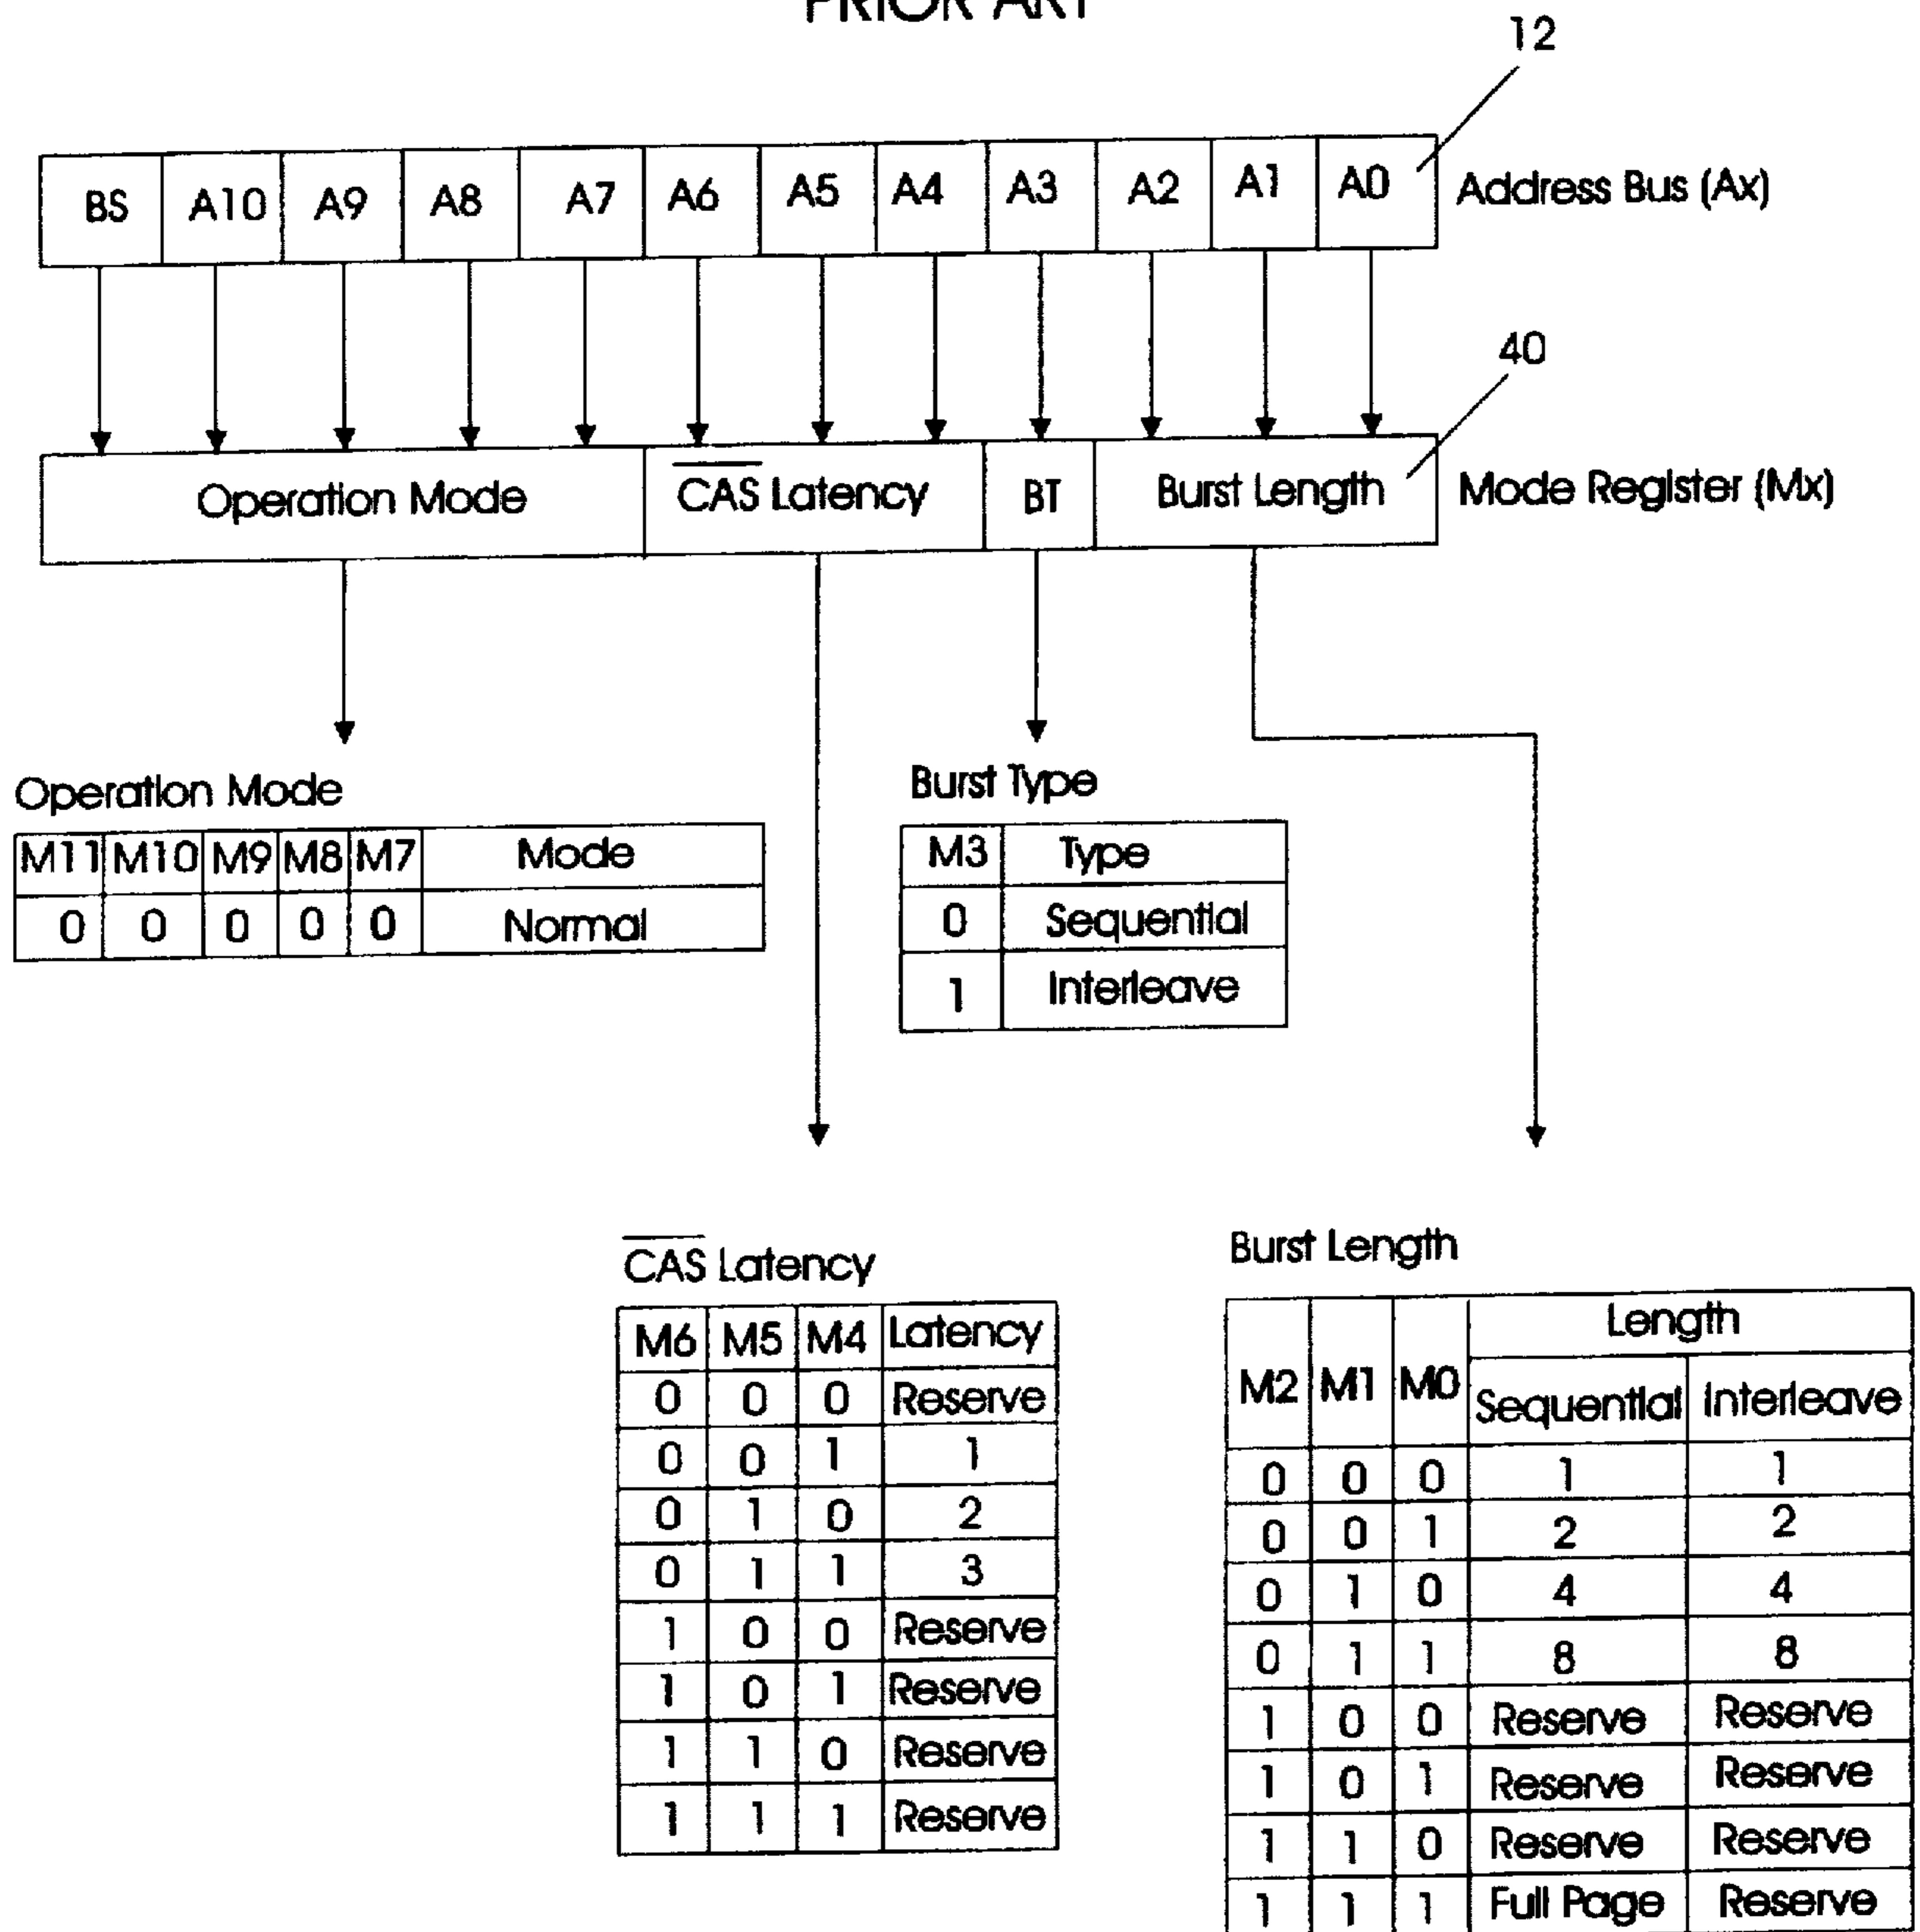 PRIOR ART
12
BS A10 A9 A8 A7 A6 A5 A4 A3 A2 A1 A0 Address Bus (Ax)
40
Operation Mode CAS Latency BT Burst Length Mode Register (Mx)
Operation Mode
M11 M10 M9 M8 M7 Mode
0 0 0 0 0 Normal
Burst Type
M3 Type
0 Sequential
1 Interleave
CAS Latency
M6 M5 M4 Latency
0 0 0 Reserve
0 0 1 1
0 1 0 2
0 1 1 3
1 0 0 Reserve
1 0 1 Reserve
1 1 0 Reserve
1 1 1 Reserve
Burst Length
Length
M2 M1 M0 Sequential Interleave
0 0 0 1 1
0 0 1 2 2
0 1 0 4 4
0 1 1 8 8
1 0 0 Reserve Reserve
1 0 1 Reserve Reserve
1 1 0 Reserve Reserve
1 1 1 Full Page Reserve